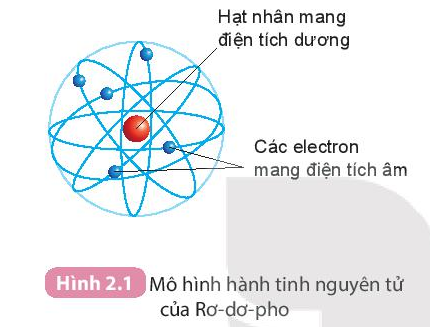 Hạt nhân mang
điện tích dương
Các electron
mang điện tích âm
Hình 2.1 Mô hình hành tinh nguyên tử
của Rơ-dơ-pho